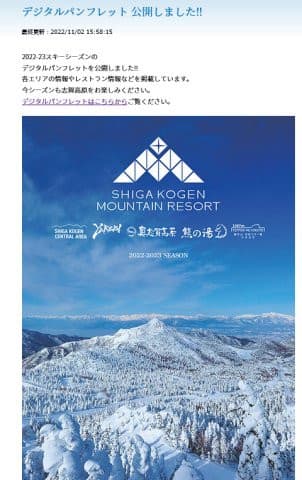 デジタルパンフレット 公開しました!!
最終更新:2022/11/02 15:58:15
2022-23スキーシーズンの
デジタルパンフレットを公開しました!!
各エリアの情報やレストラン情報などを掲載しています。
今シーズンも志賀高原をお楽しみください。
デジタルパンフレットはこちらからご覧ください。
SHIGA KOGEN
MOUNTAIN RESORT
SHIGA KOGEN
CENTRAL AREA
奥志賀高原
熊の湯
2022-2023 SEASON